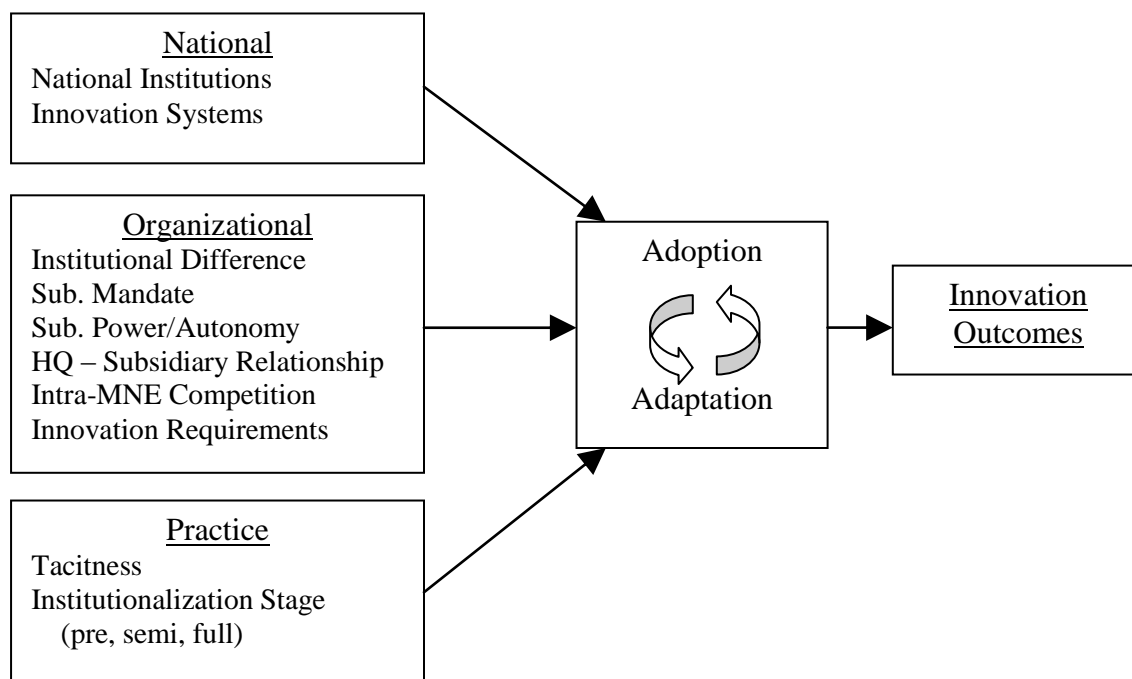 National
National Institutions
Innovation Systems
Organizational
Institutional Difference
Sub. Mandate
Sub. Power/Autonomy
HQ – Subsidiary Relationship
Intra-MNE Competition
Innovation Requirements
Practice
Tacitness
Institutionalization Stage
(pre, semi, full)
Adoption
Adaptation
Innovation
Outcomes